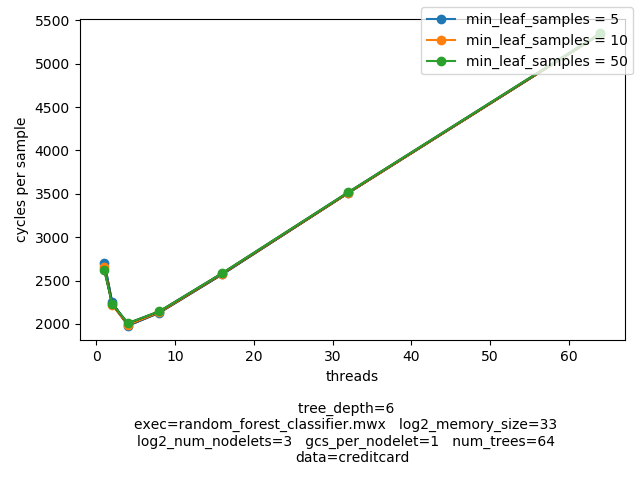 min_leaf_samples = 5
min_leaf_samples = 10
min_leaf_samples = 50
5500
5000
4500
4000
3500
3000
2500
2000
cycles per sample
0 10 20 30 40 50 60
threads
tree_depth=6
exec=random_forest_classifier.mwx log2_memory_size=33
log2_num_nodelets=3 gcs_per_nodelet=1 num_trees=64
data=creditcard